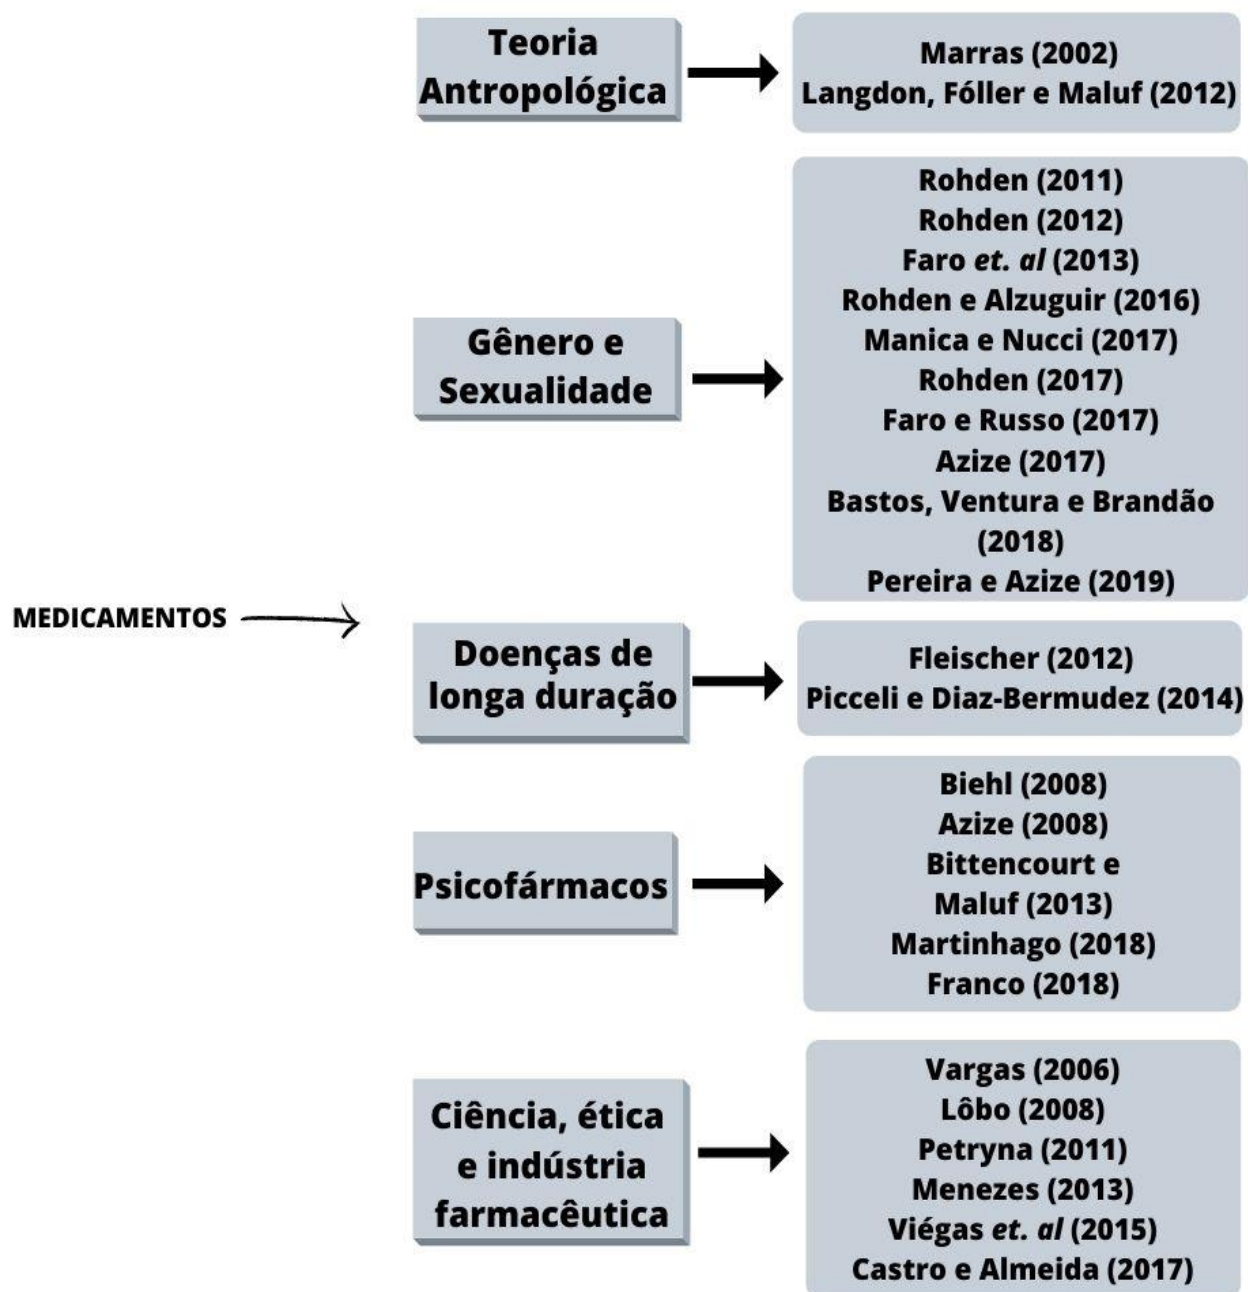 Teoria
Antropológica
Marras (2002)
Langdon, Fóller e Maluf (2012)
Gênero e
Sexualidade
Rohden (2011)
Rohden (2012)
Faro et. al (2013)
Rohden e Alzuguir (2016)
Manica e Nucci (2017)
Rohden (2017)
Faro e Russo (2017)
Azize (2017)
Bastos, Ventura e Brandão
(2018)
Pereira e Azize (2019)
MEDICAMENTOS
Doenças de
longa duração
Fleischer (2012)
Picceli e Diaz-Bermudez (2014)
Psicofármacos
Biehl (2008)
Azize (2008)
Bittencourt e
Maluf (2013)
Martinhago (2018)
Franco (2018)
Ciência, ética
e indústria
farmacêutica
Vargas (2006)
Lôbo (2008)
Petryna (2011)
Menezes (2013)
Viégas et. al (2015)
Castro e Almeida (2017)